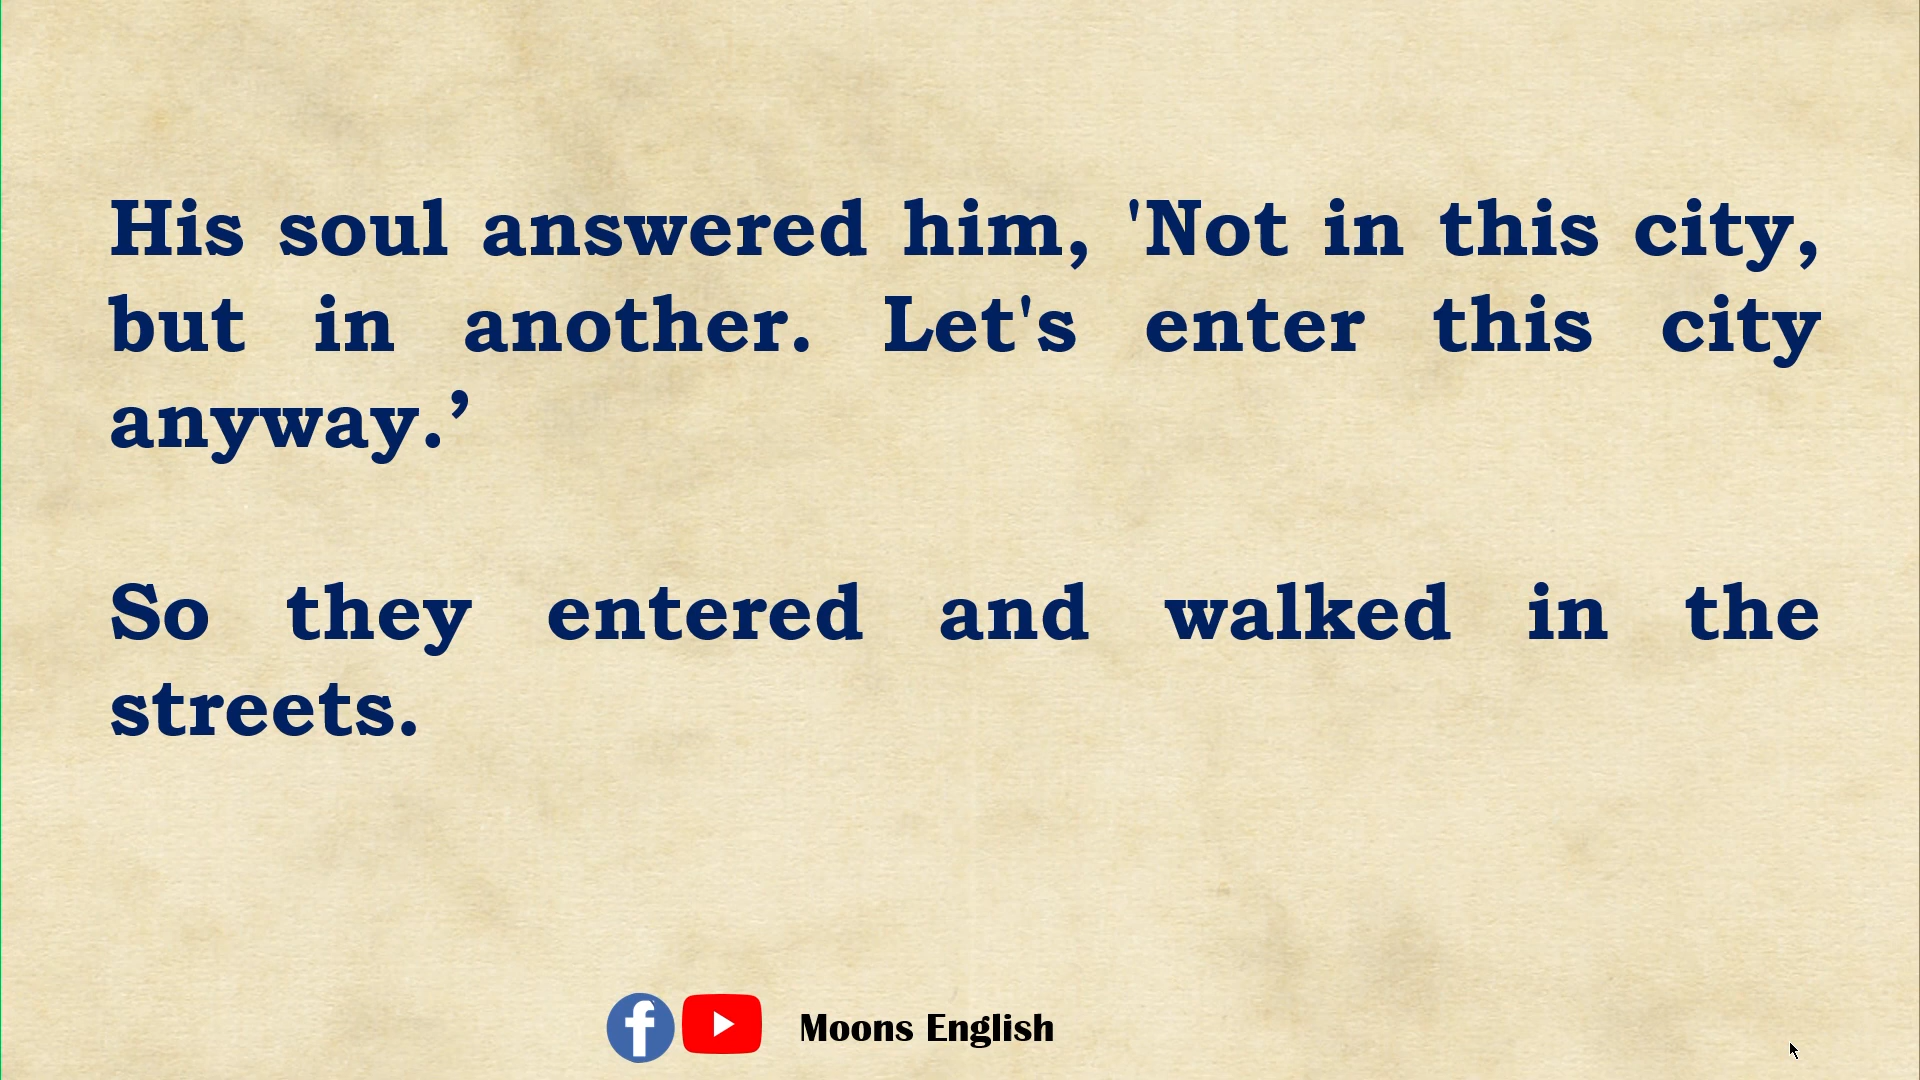 His soul answered him, 'Not in this city,
but in another. Let's enter this city
anyway.’
So they entered and walked in the
streets.
f
Moons English